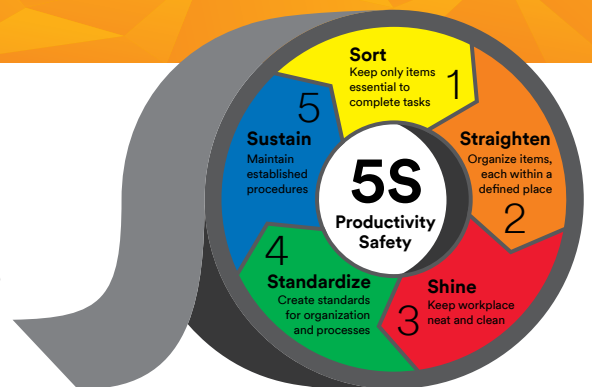 Sort
Keep only items
essential to
complete tasks
1
Straighten
Organize items,
each within a
defined place
2
Shine
Keep workplace
neat and clean
3
4
Standardize
Create standards
for organization
and processes
5
Sustain
Maintain
established
procedures
5S
Productivity
Safety